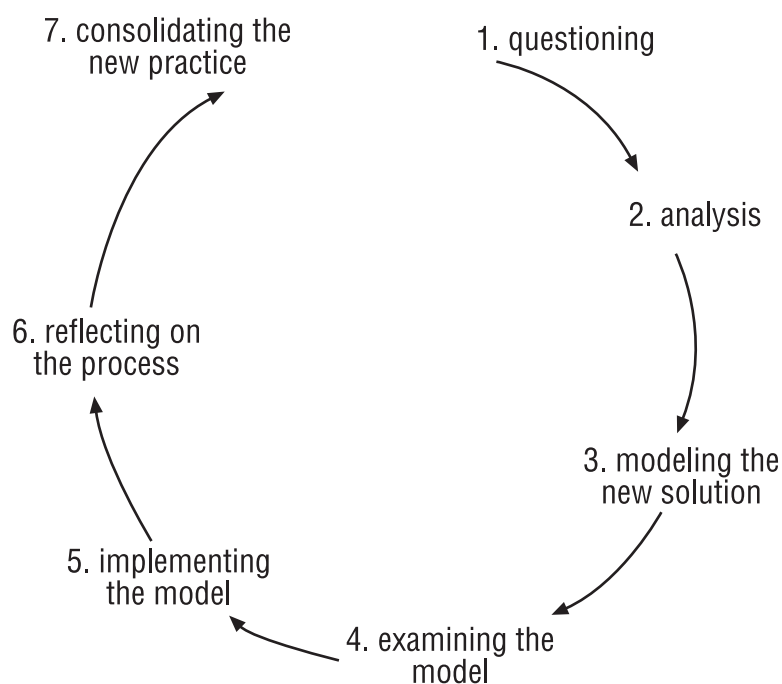 1. questioning
2. analysis
3. modeling the
new solution
4. examining the
model
5. implementing
the model
6. reflecting on
the process
7. consolidating the
new practice